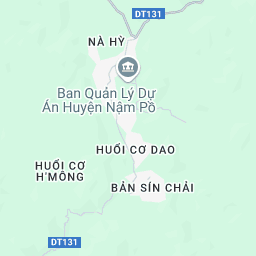 DT131
NÀ HỲ
Ban Quản Lý Dự
Án Huyện Nậm Pồ
HUỔI CƠ DAO
HUỔI CƠ
H'MÔNG
BẢN SÍN CHẢI
DT131